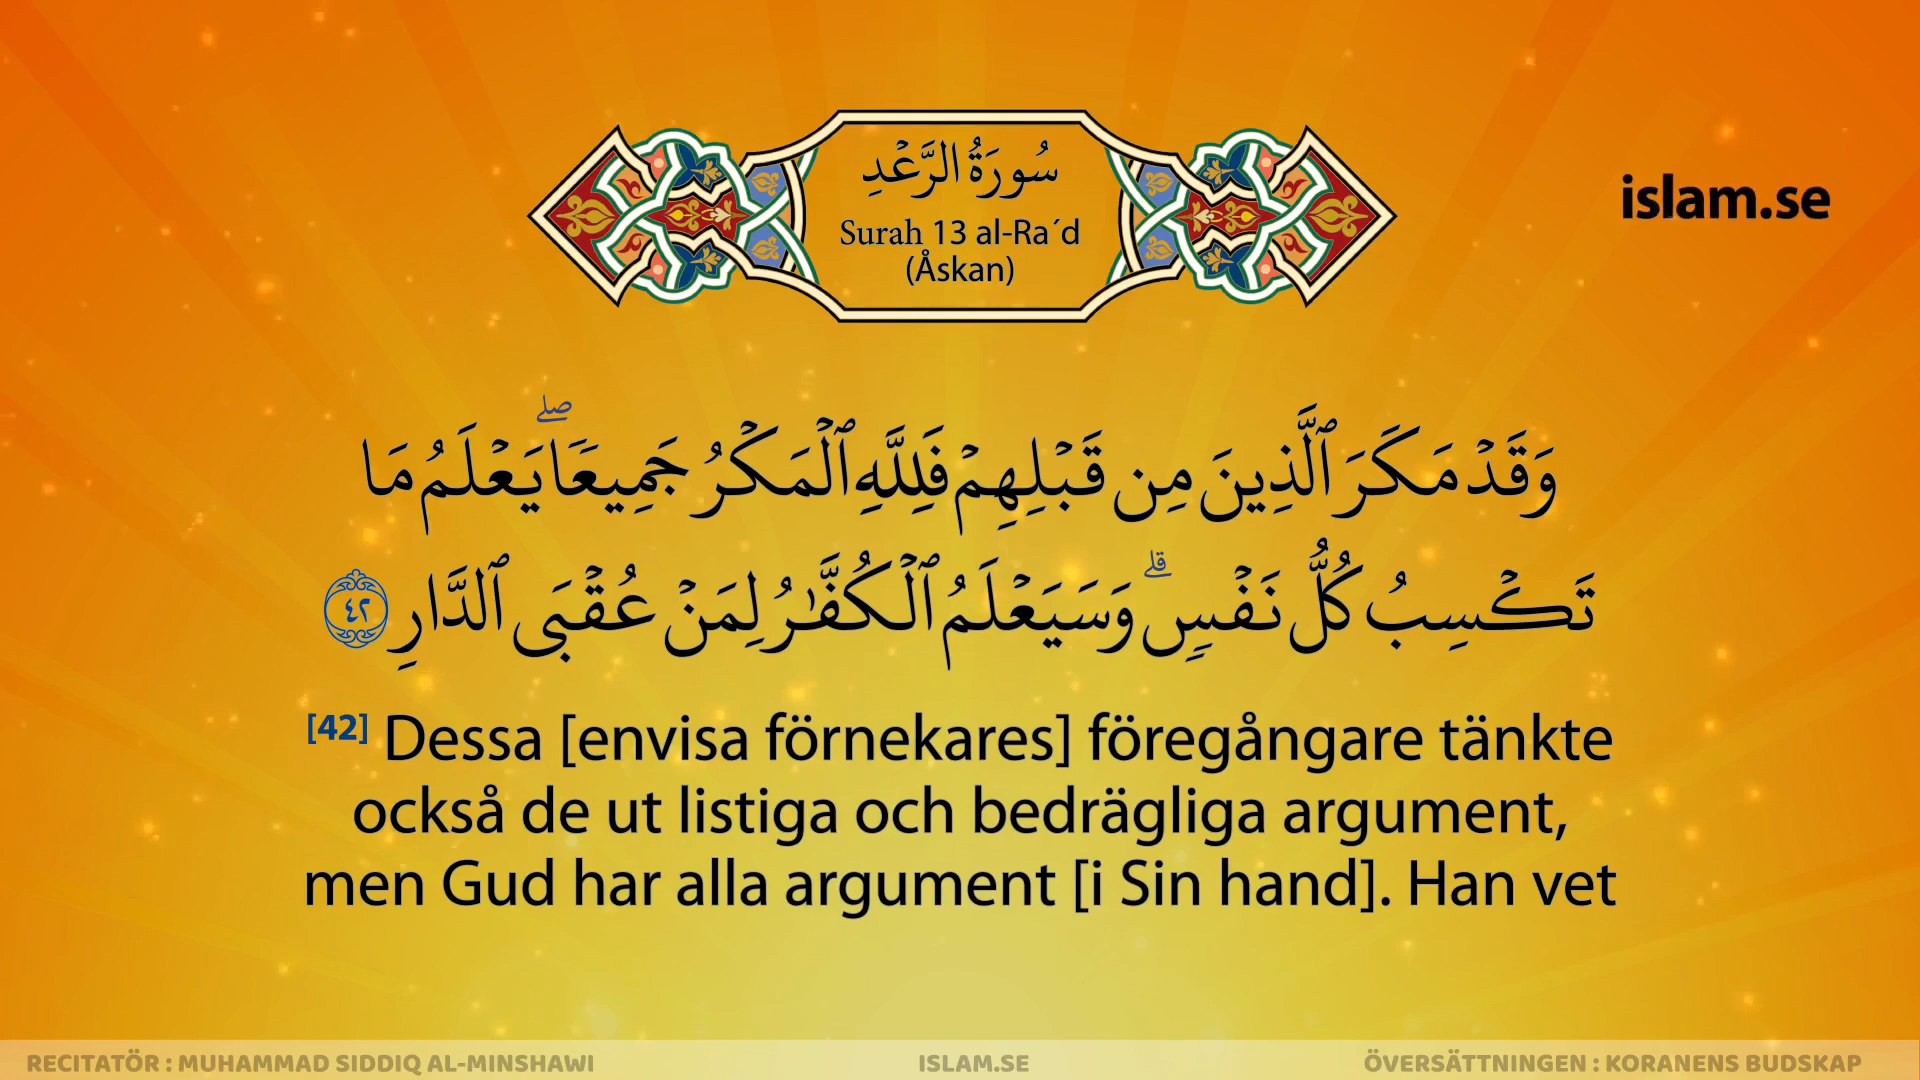 سُورَةُ الرَّعْدِ
Surah 13 al-Ra´d
(Åskan)
islam.se
وَقَدْ مَكَرَ ٱلَّذِينَ مِن قَبْلِهِمْ فَلِلَّهِ ٱلْمَكْرُ جَمِيعًا ۖ يَعْلَمُ مَا
تَكْسِبُ كُلُّ نَفْسٍ ۗ وَسَيَعْلَمُ ٱلْكُفَّٰرُ لِمَنْ عُقْبَى ٱلدَّارِ ٤٢
[42] Dessa [envisa förnekares] föregångare tänkte
också de ut listiga och bedrägliga argument,
men Gud har alla argument [i Sin hand]. Han vet
RECITATÖR : MUHAMMAD SIDDIQ AL-MINSHAWI
ISLAM.SE
ÖVERSÄTTNINGEN : KORANENS BUDSKAP